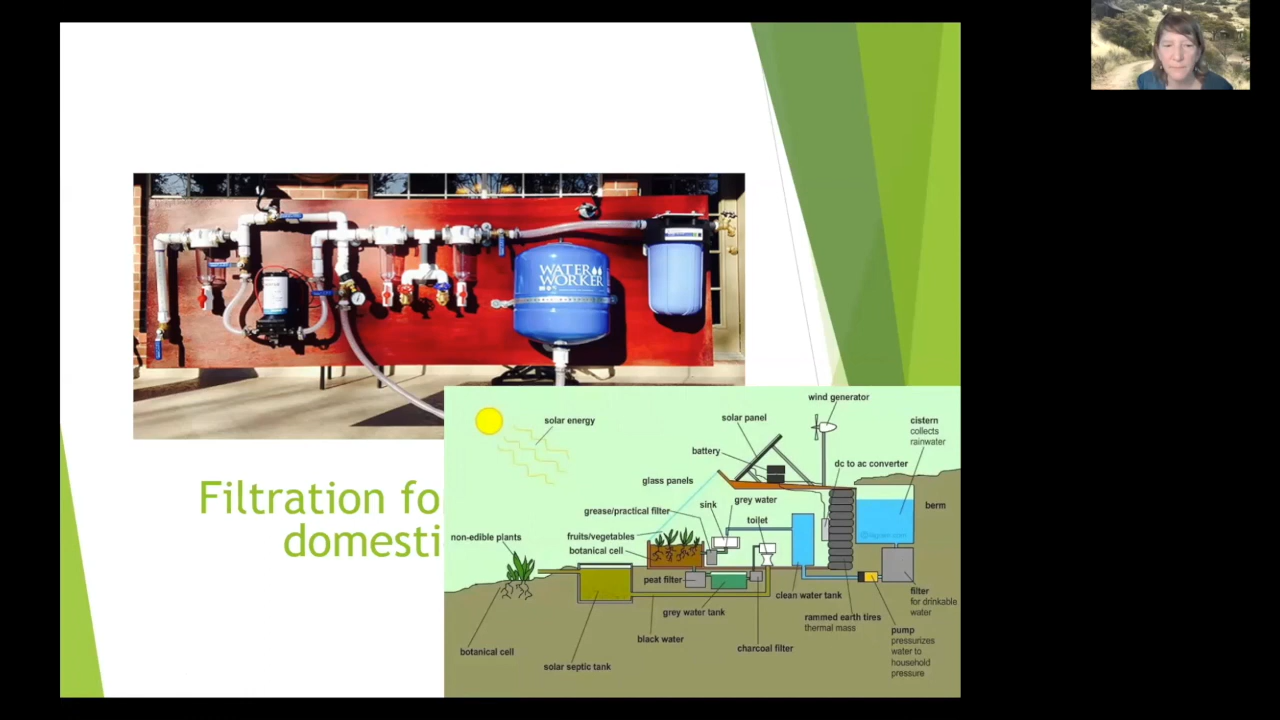 WATER
WORKER
Filtration fo
domesti
wind generator
solar panel
cistern
collects
rainwater
solar energy
battery
dc to ac converter
glass panels
grey water
sink
berm
grease/practical filter
toilet
fruits/vegetables
non-edible plants
botanical cell
peat filter
filter
for drinkable
water
clean water tank
grey water tank
rammed earth tires
thermal mass
pump
pressurizes
water to
household
pressure
black water
charcoal filter
botanical cell
solar septic tank